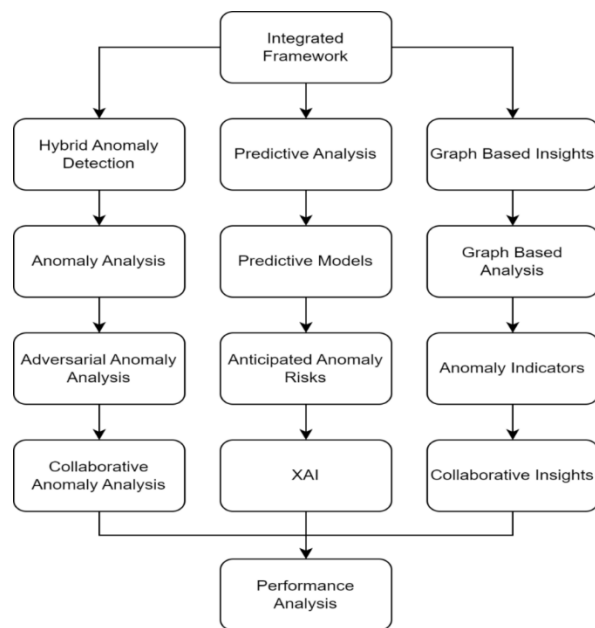 Integrated
Framework
Hybrid Anomaly
Detection
Predictive Analysis
Graph Based Insights
Anomaly Analysis
Predictive Models
Graph Based
Analysis
Adversarial Anomaly
Analysis
Anticipated Anomaly
Risks
Anomaly Indicators
Collaborative
Anomaly Analysis
XAI
Collaborative Insights
Performance
Analysis